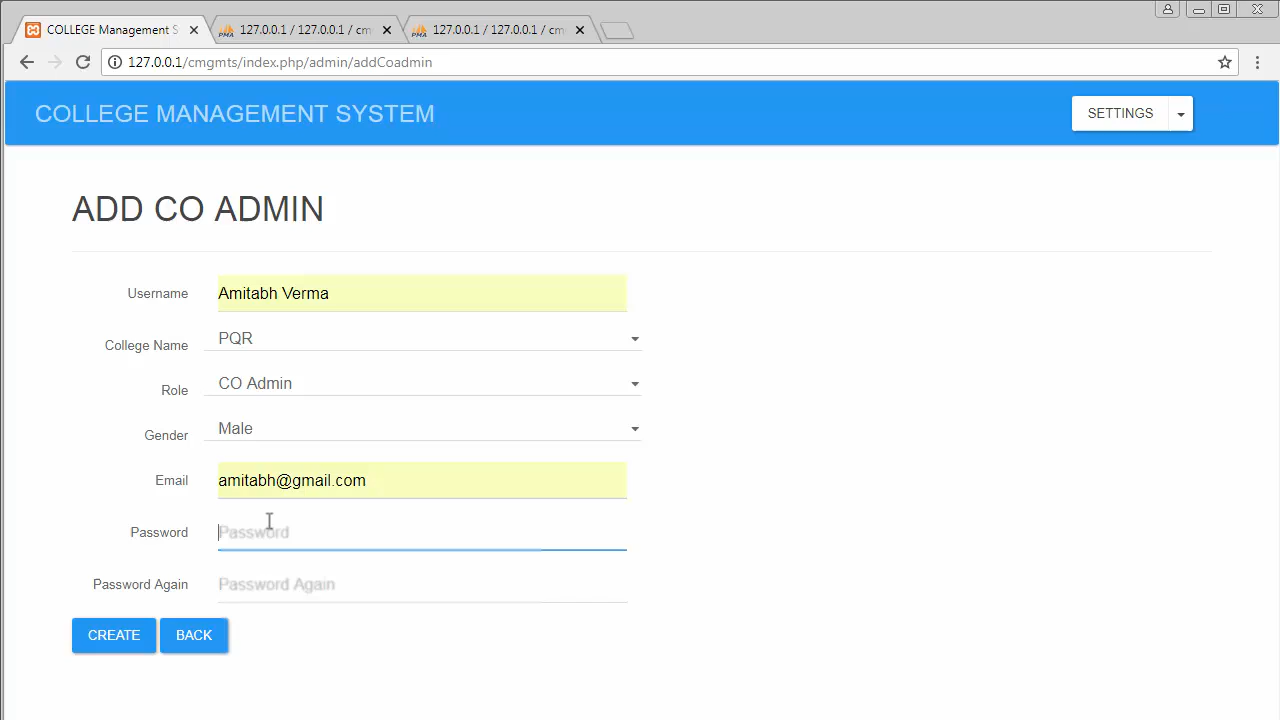 COLLEGE Management S
127.0.0.1 / 127.0.0.1 / cm
127.0.0.1 / 127.0.0.1 / cm
127.0.0.1/cmgmts/index.php/admin/addCoadmin
COLLEGE MANAGEMENT SYSTEM
SETTINGS
ADD CO ADMIN
Username Amitabh Verma
College Name PQR
Role CO Admin
Gender Male
Email amitabh@gmail.com
Password Password
Password Again Password Again
CREATE BACK